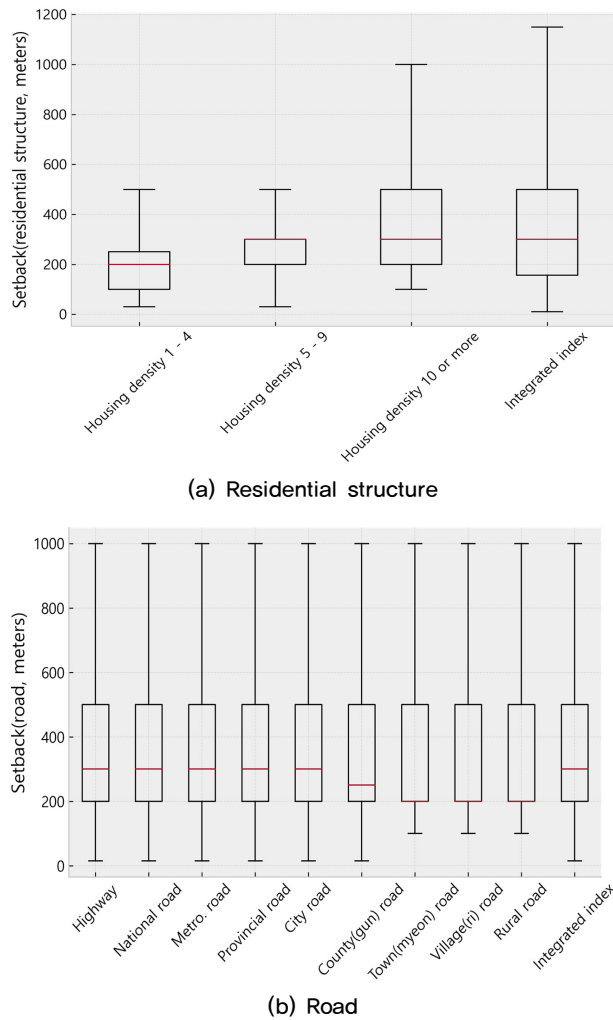 1200
1000
800
600
400
200
0
Setback(residential structure, meters)
Housing density 1 - 4
Housing density 5 - 9
Housing density 10 or more
Integrated index
(a) Residential structure
1000
800
600
400
200
0
Setback(road, meters)
Highway
National road
Metro. road
Provincial road
City road
County(gun) road
Town(myeon) road
Village(ri) road
Rural road
Integrated index
(b) Road